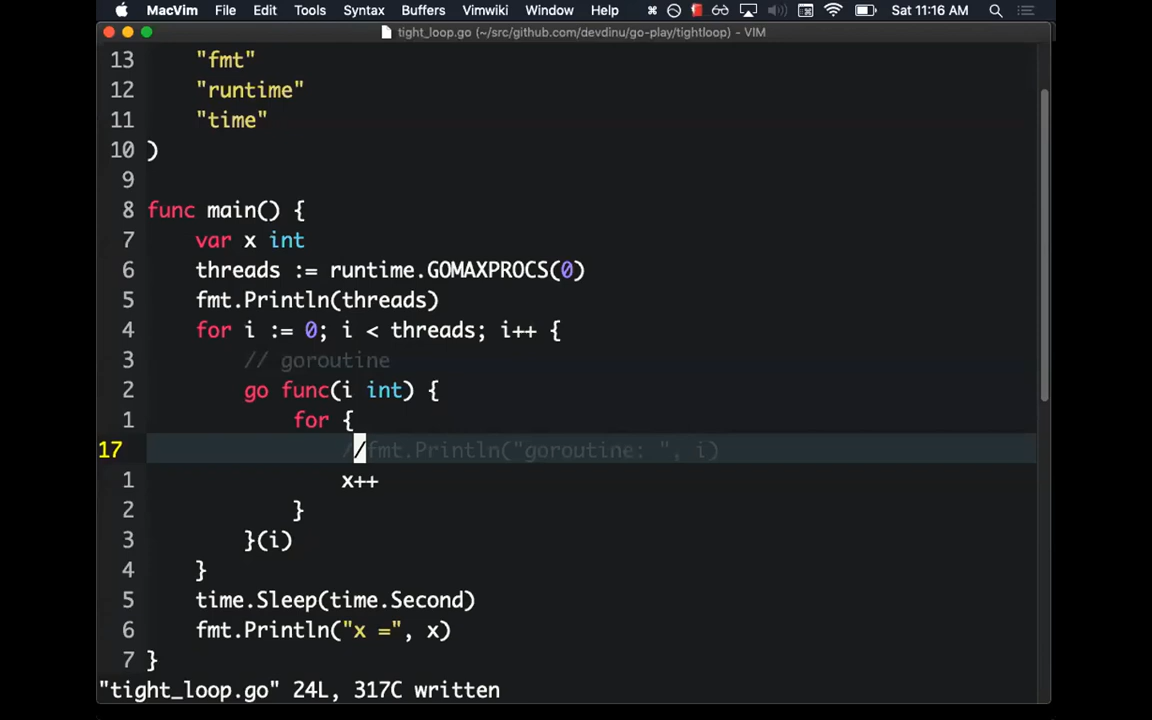 MacVim File Edit Tools Syntax Buffers Vimwiki Window Help Sat 11:16 AM
tight_loop.go (~/src/github.com/devdinu/go-play/tightloop) - VIM
13 "fmt"
12 "runtime"
11 "time"
10 )
9
8 func main() {
7 var x int
6 threads := runtime.GOMAXPROCS(0)
5 fmt.Println(threads)
4 for i := 0; i < threads; i++ {
3 // goroutine
2 go func(i int) {
1 for {
17 //fmt.Println("goroutine: ", i)
1 x++
2 }
3 }(i)
4 }
5 time.Sleep(time.Second)
6 fmt.Println("x =", x)
7 }
"tight_loop.go" 24L, 317C written